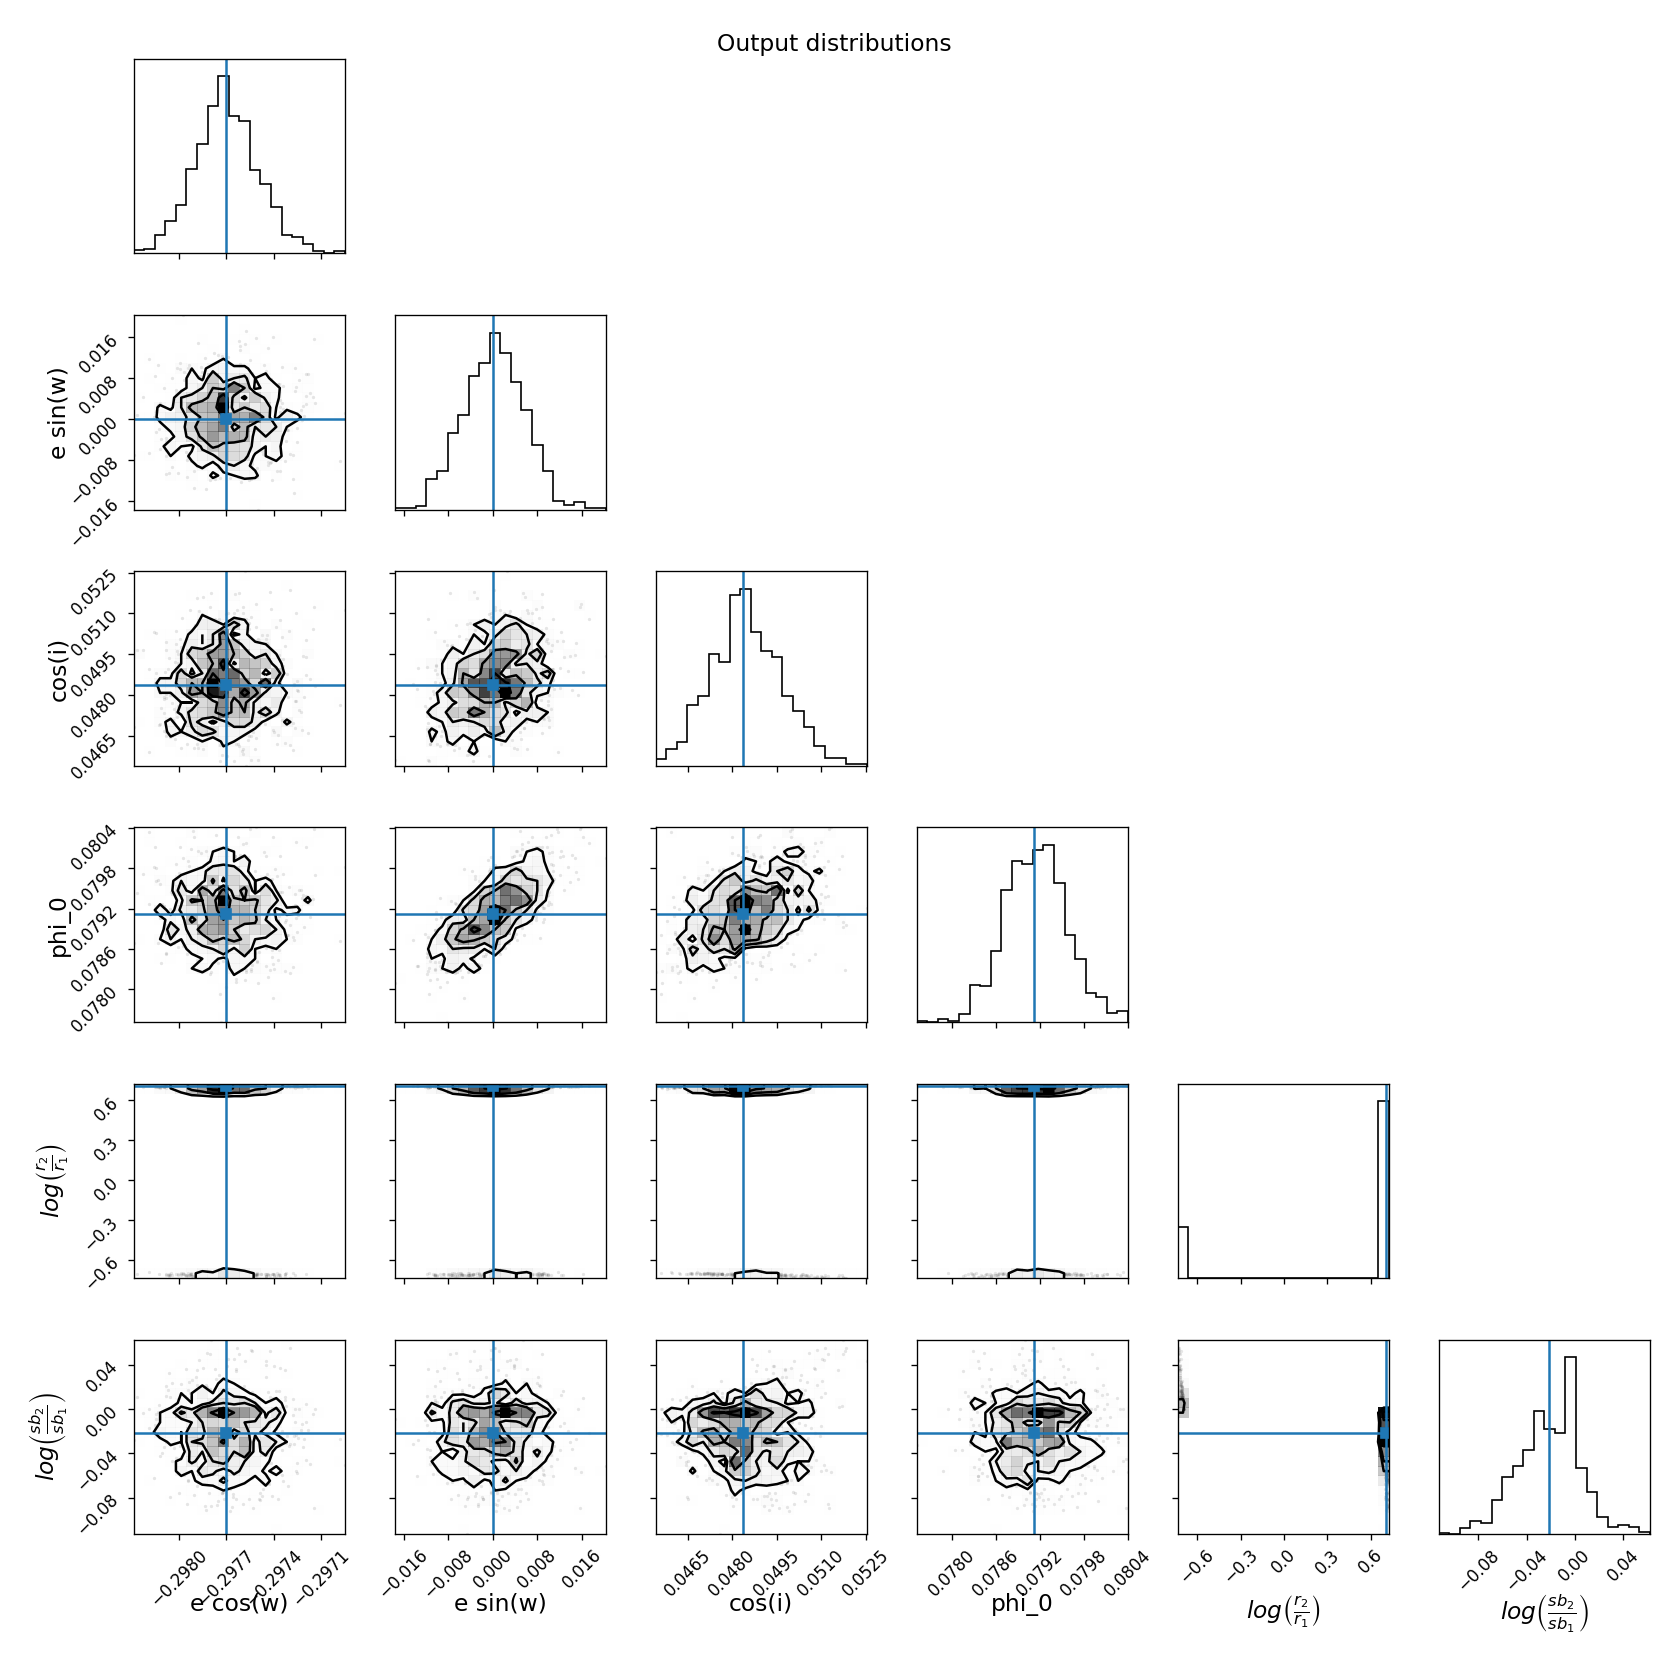 Output distributions
e sin(w)
0.016
0.008
0.000
−0.008
−0.016
cos(i)
0.0525
0.0510
0.0495
0.0480
0.0465
phi_0
0.0804
0.0798
0.0792
0.0786
0.0780
log(r₂/r₁)
0.6
0.3
0.0
−0.3
−0.6
log(sb₂/sb₁)
0.04
0.00
−0.04
−0.08
−0.2980 −0.2977 −0.2974 −0.2971
e cos(w)
−0.016 −0.008 0.000 0.008 0.016
e sin(w)
0.0465 0.0480 0.0495 0.0510 0.0525
cos(i)
0.0780 0.0786 0.0792 0.0798 0.0804
phi_0
−0.6 −0.3 0.0 0.3 0.6
log(r₂/r₁)
−0.08 −0.04 0.00 0.04
log(sb₂/sb₁)